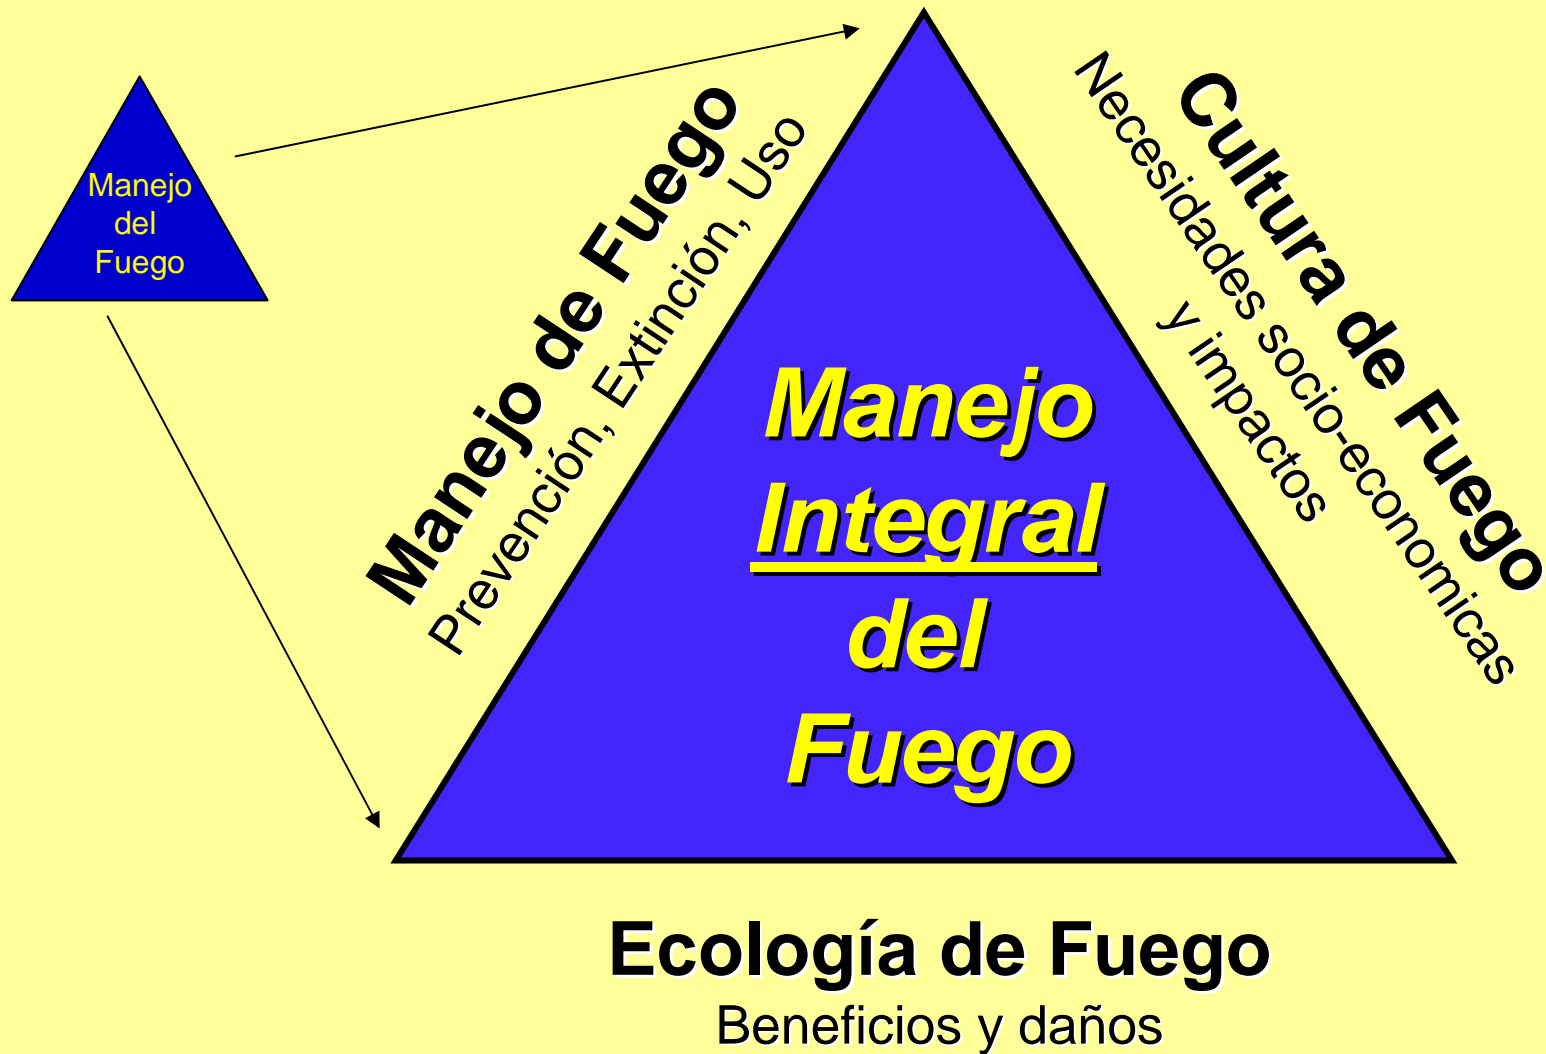 Manejo
del
Fuego
Manejo de Fuego
Prevención, Extinción, Uso
Manejo
Integral
del
Fuego
Cultura de Fuego
Necesidades socio-economicas
y impactos
Ecología de Fuego
Beneficios y daños